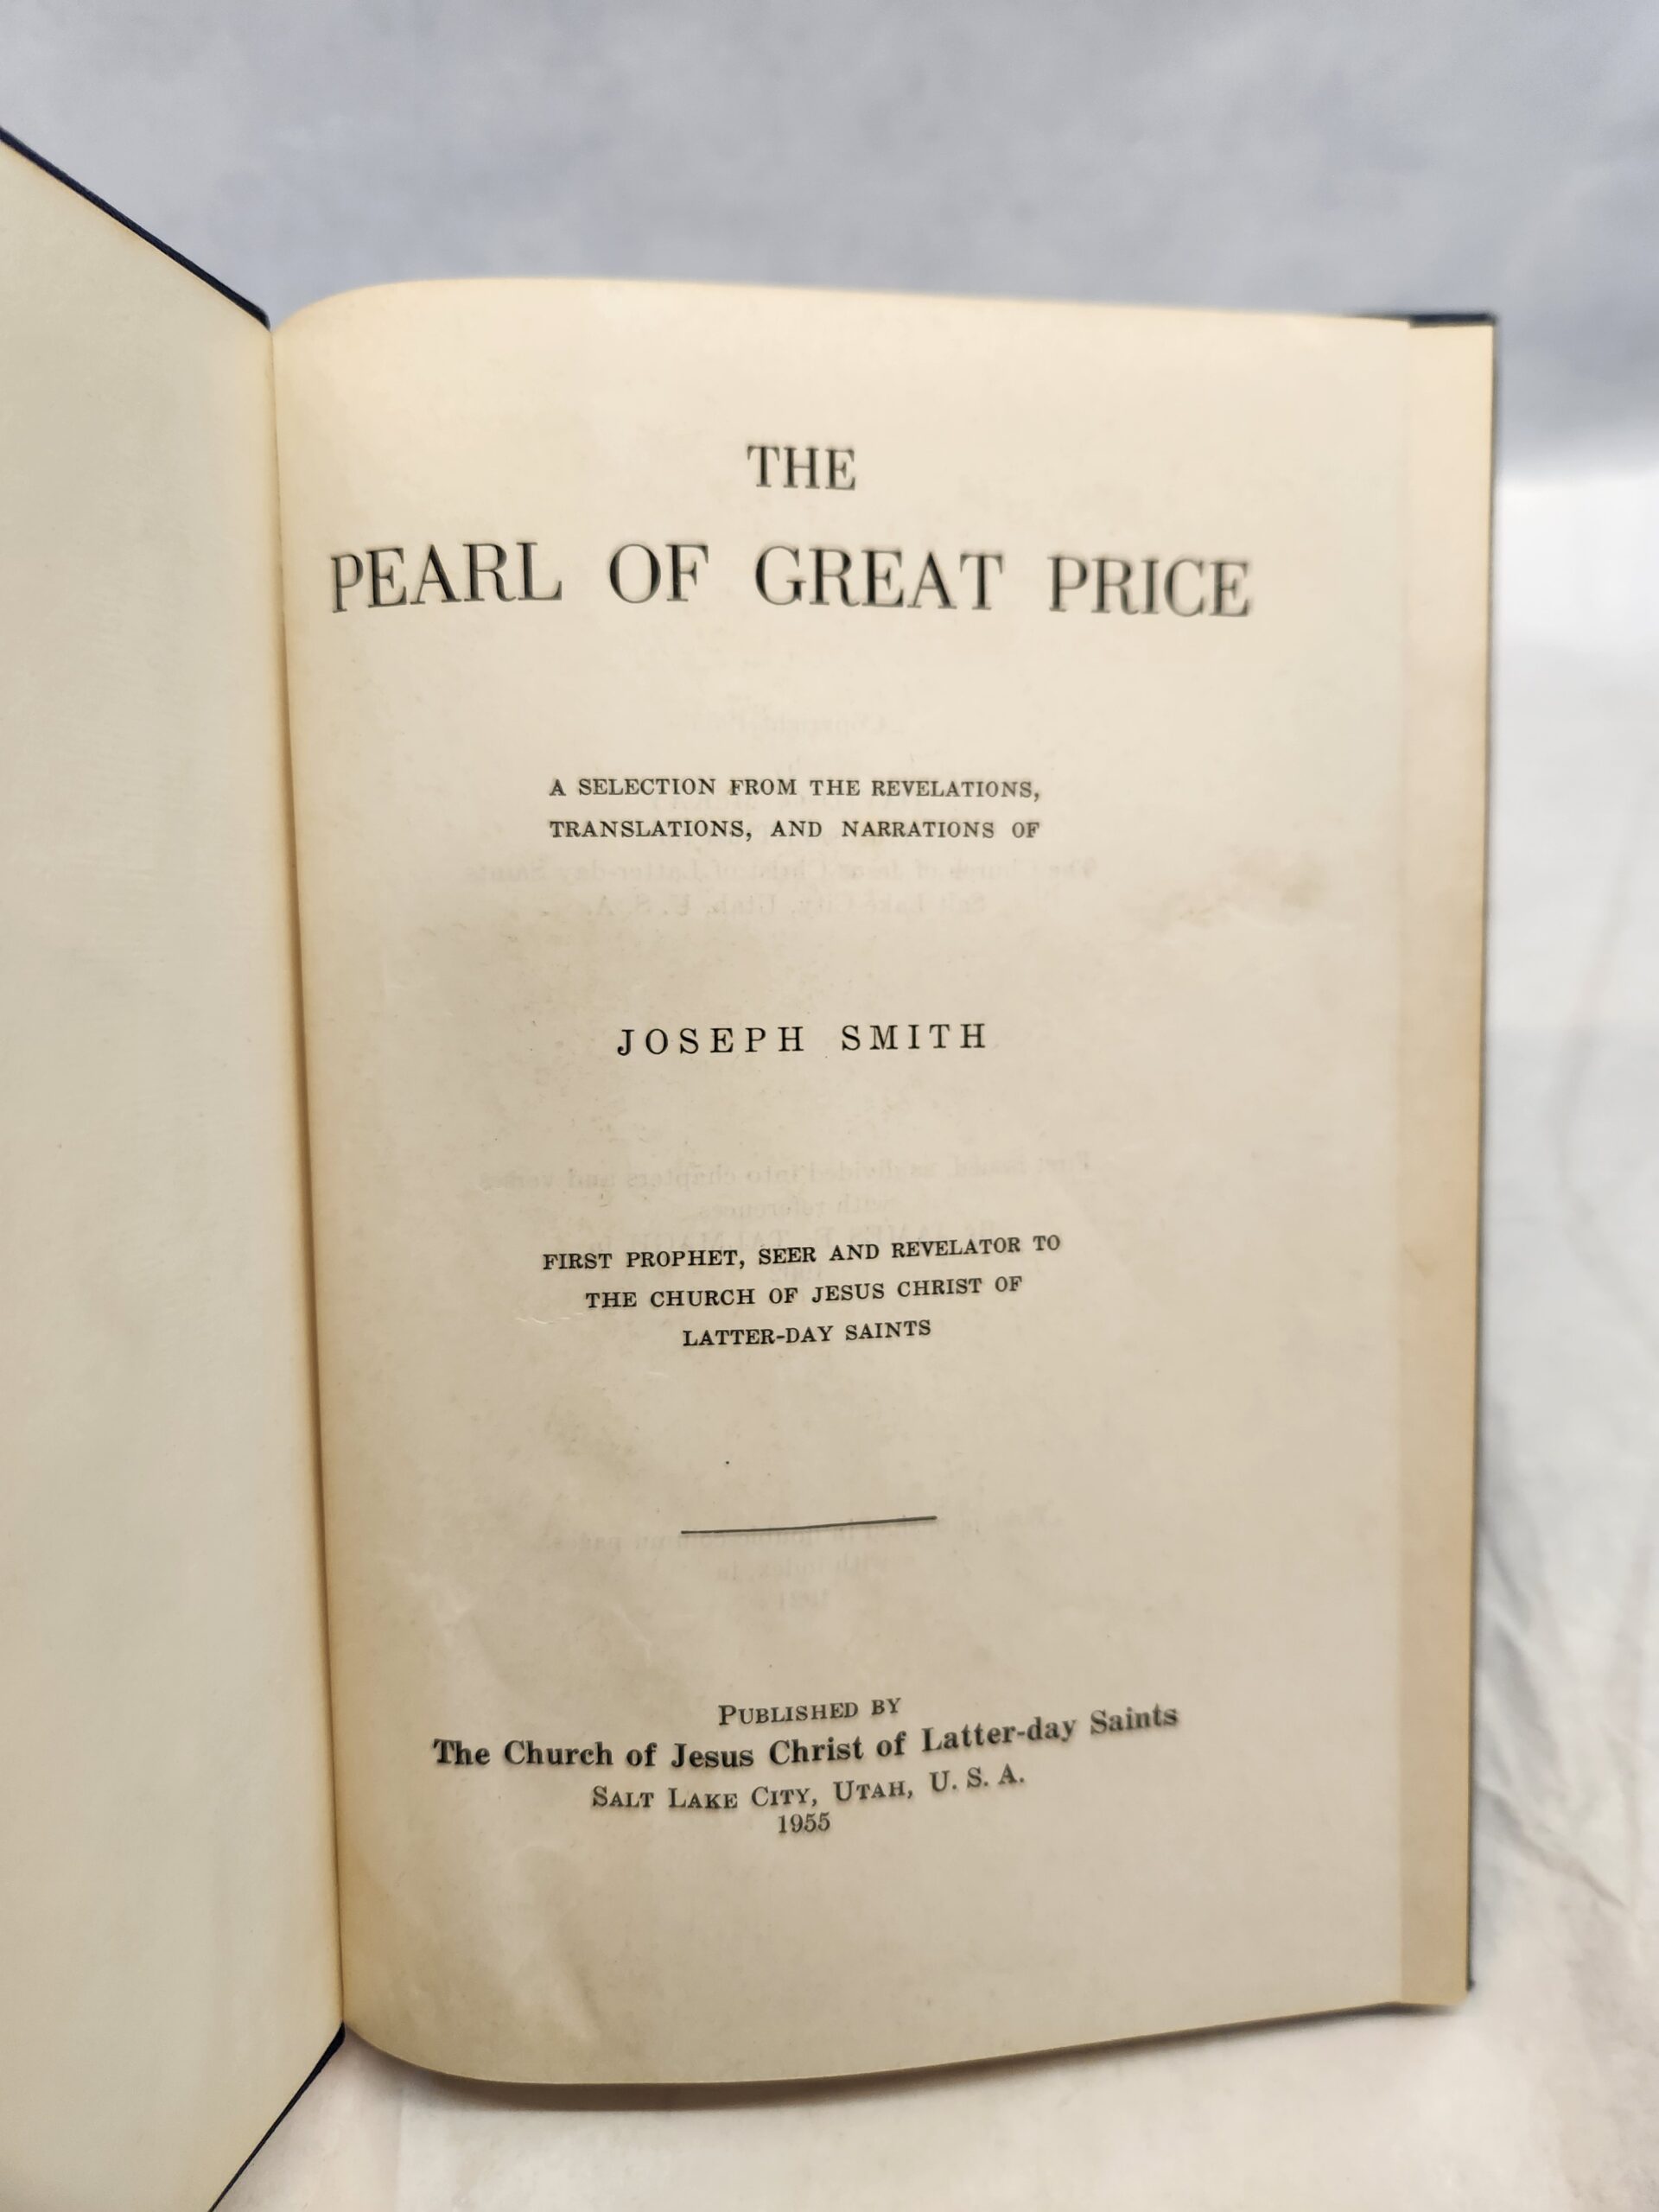 THE
PEARL OF GREAT PRICE
A SELECTION FROM THE REVELATIONS,
TRANSLATIONS, AND NARRATIONS OF
JOSEPH SMITH
FIRST PROPHET, SEER AND REVELATOR TO
THE CHURCH OF JESUS CHRIST OF
LATTER-DAY SAINTS
PUBLISHED BY
The Church of Jesus Christ of Latter-day Saints
SALT LAKE CITY, UTAH, U. S. A.
1955